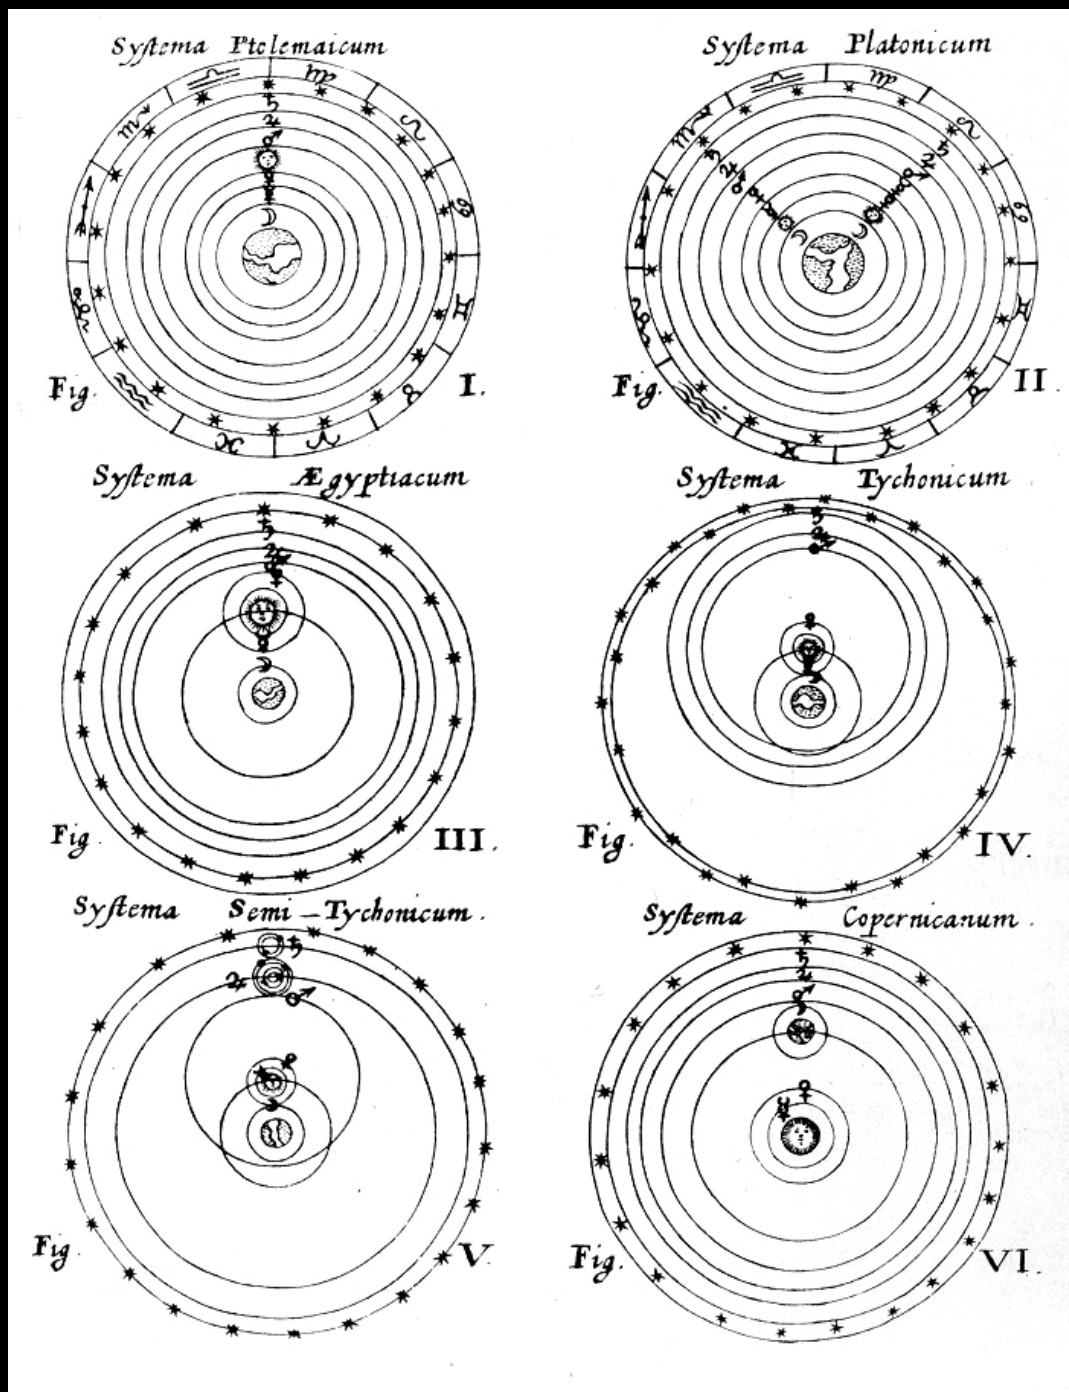 Syſtema Ptolemaicum
Syſtema Platonicum
Fig. I.
Fig. II.
Syſtema Ægyptiacum
Syſtema Tychonicum
Fig. III.
Fig. IV.
Syſtema Semi-Tychonicum.
Syſtema Copernicanum.
Fig. V.
Fig. VI.